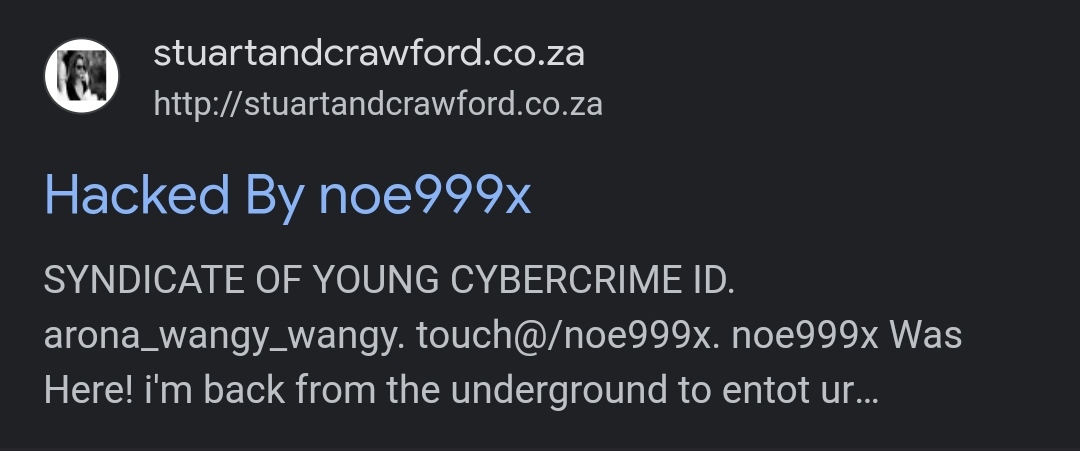 stuartandcrawford.co.za
http://stuartandcrawford.co.za
Hacked By noe999x
SYNDICATE OF YOUNG CYBERCRIME ID.
arona_wangy_wangy. touch@/noe999x. noe999x Was
Here! i'm back from the underground to entot ur...